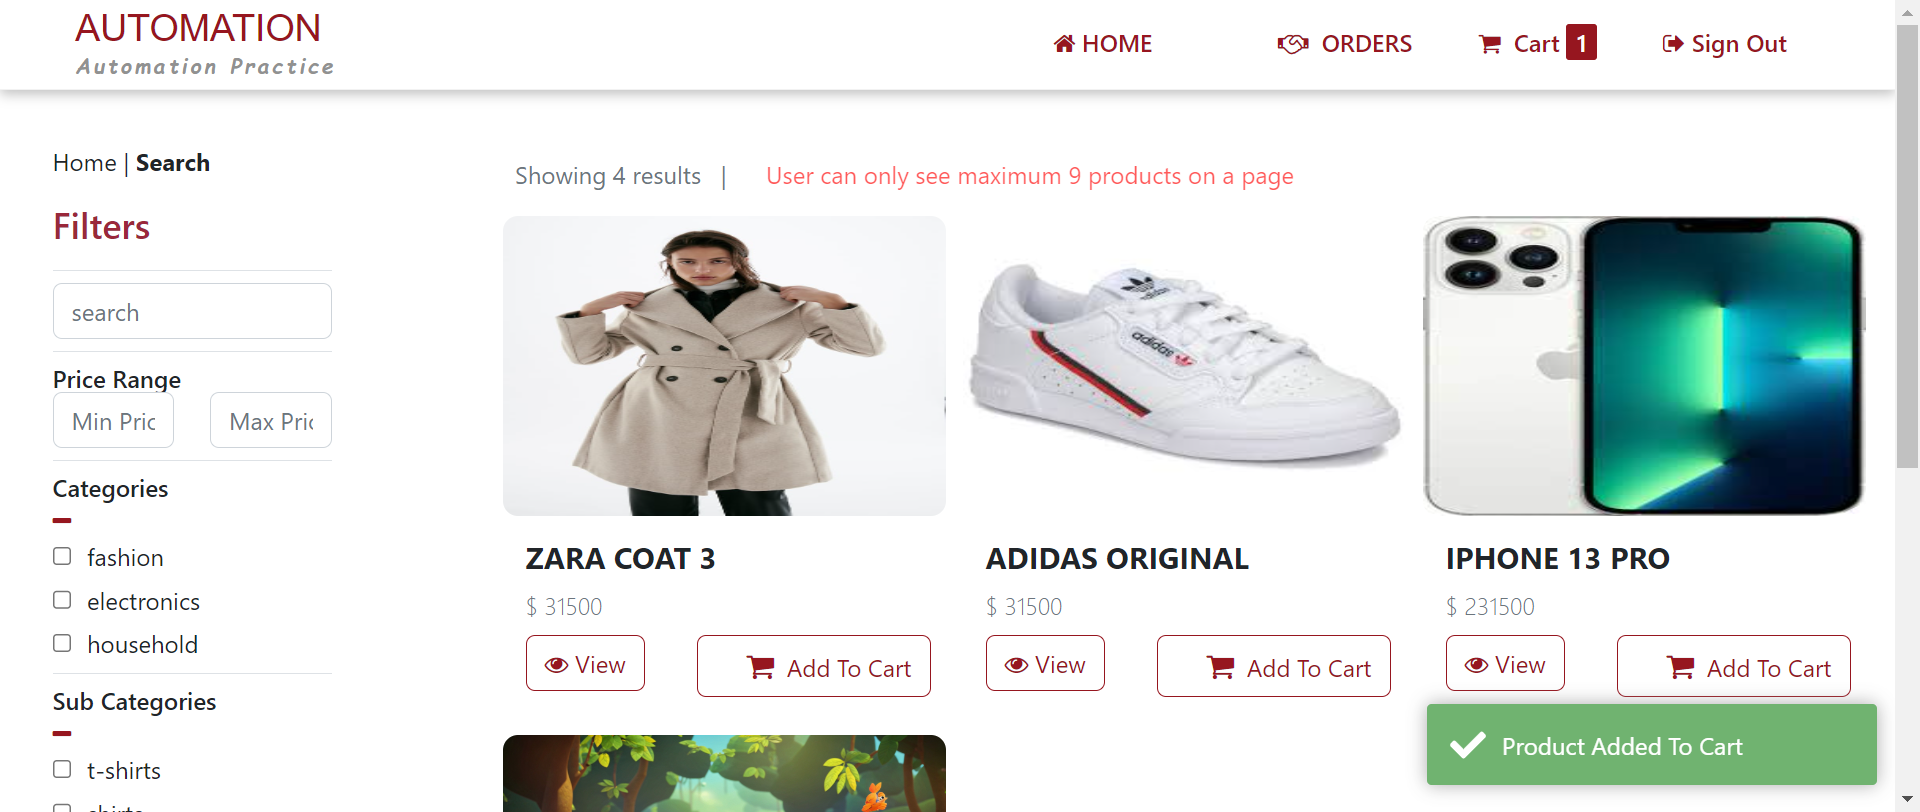 AUTOMATION
Automation Practice
HOME
ORDERS
Cart 1
Sign Out
Home | Search
Showing 4 results |
User can only see maximum 9 products on a page
Filters
search
Price Range
Min Pric
Max Pric
Categories
fashion
electronics
household
Sub Categories
t-shirts
adidas
adidas
ZARA COAT 3
$ 31500
View
Add To Cart
ADIDAS ORIGINAL
$ 31500
View
Add To Cart
IPHONE 13 PRO
$ 231500
View
Add To Cart
Product Added To Cart